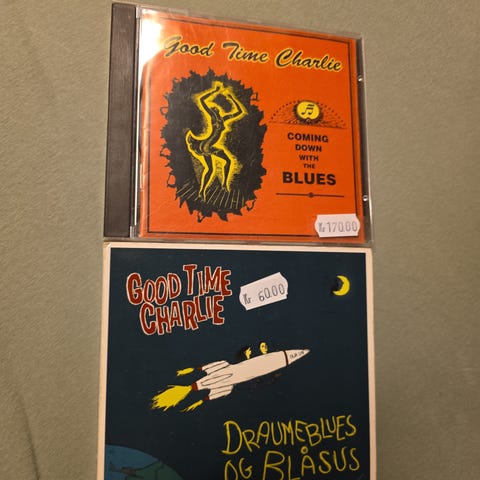 Good Time Charlie
COMING
DOWN
WITH
THE
BLUES
Kr 170.00
GOOD TIME
CHARLIE
Kr. 60.00
DRAUMEBLUES
OG BLÅSUS